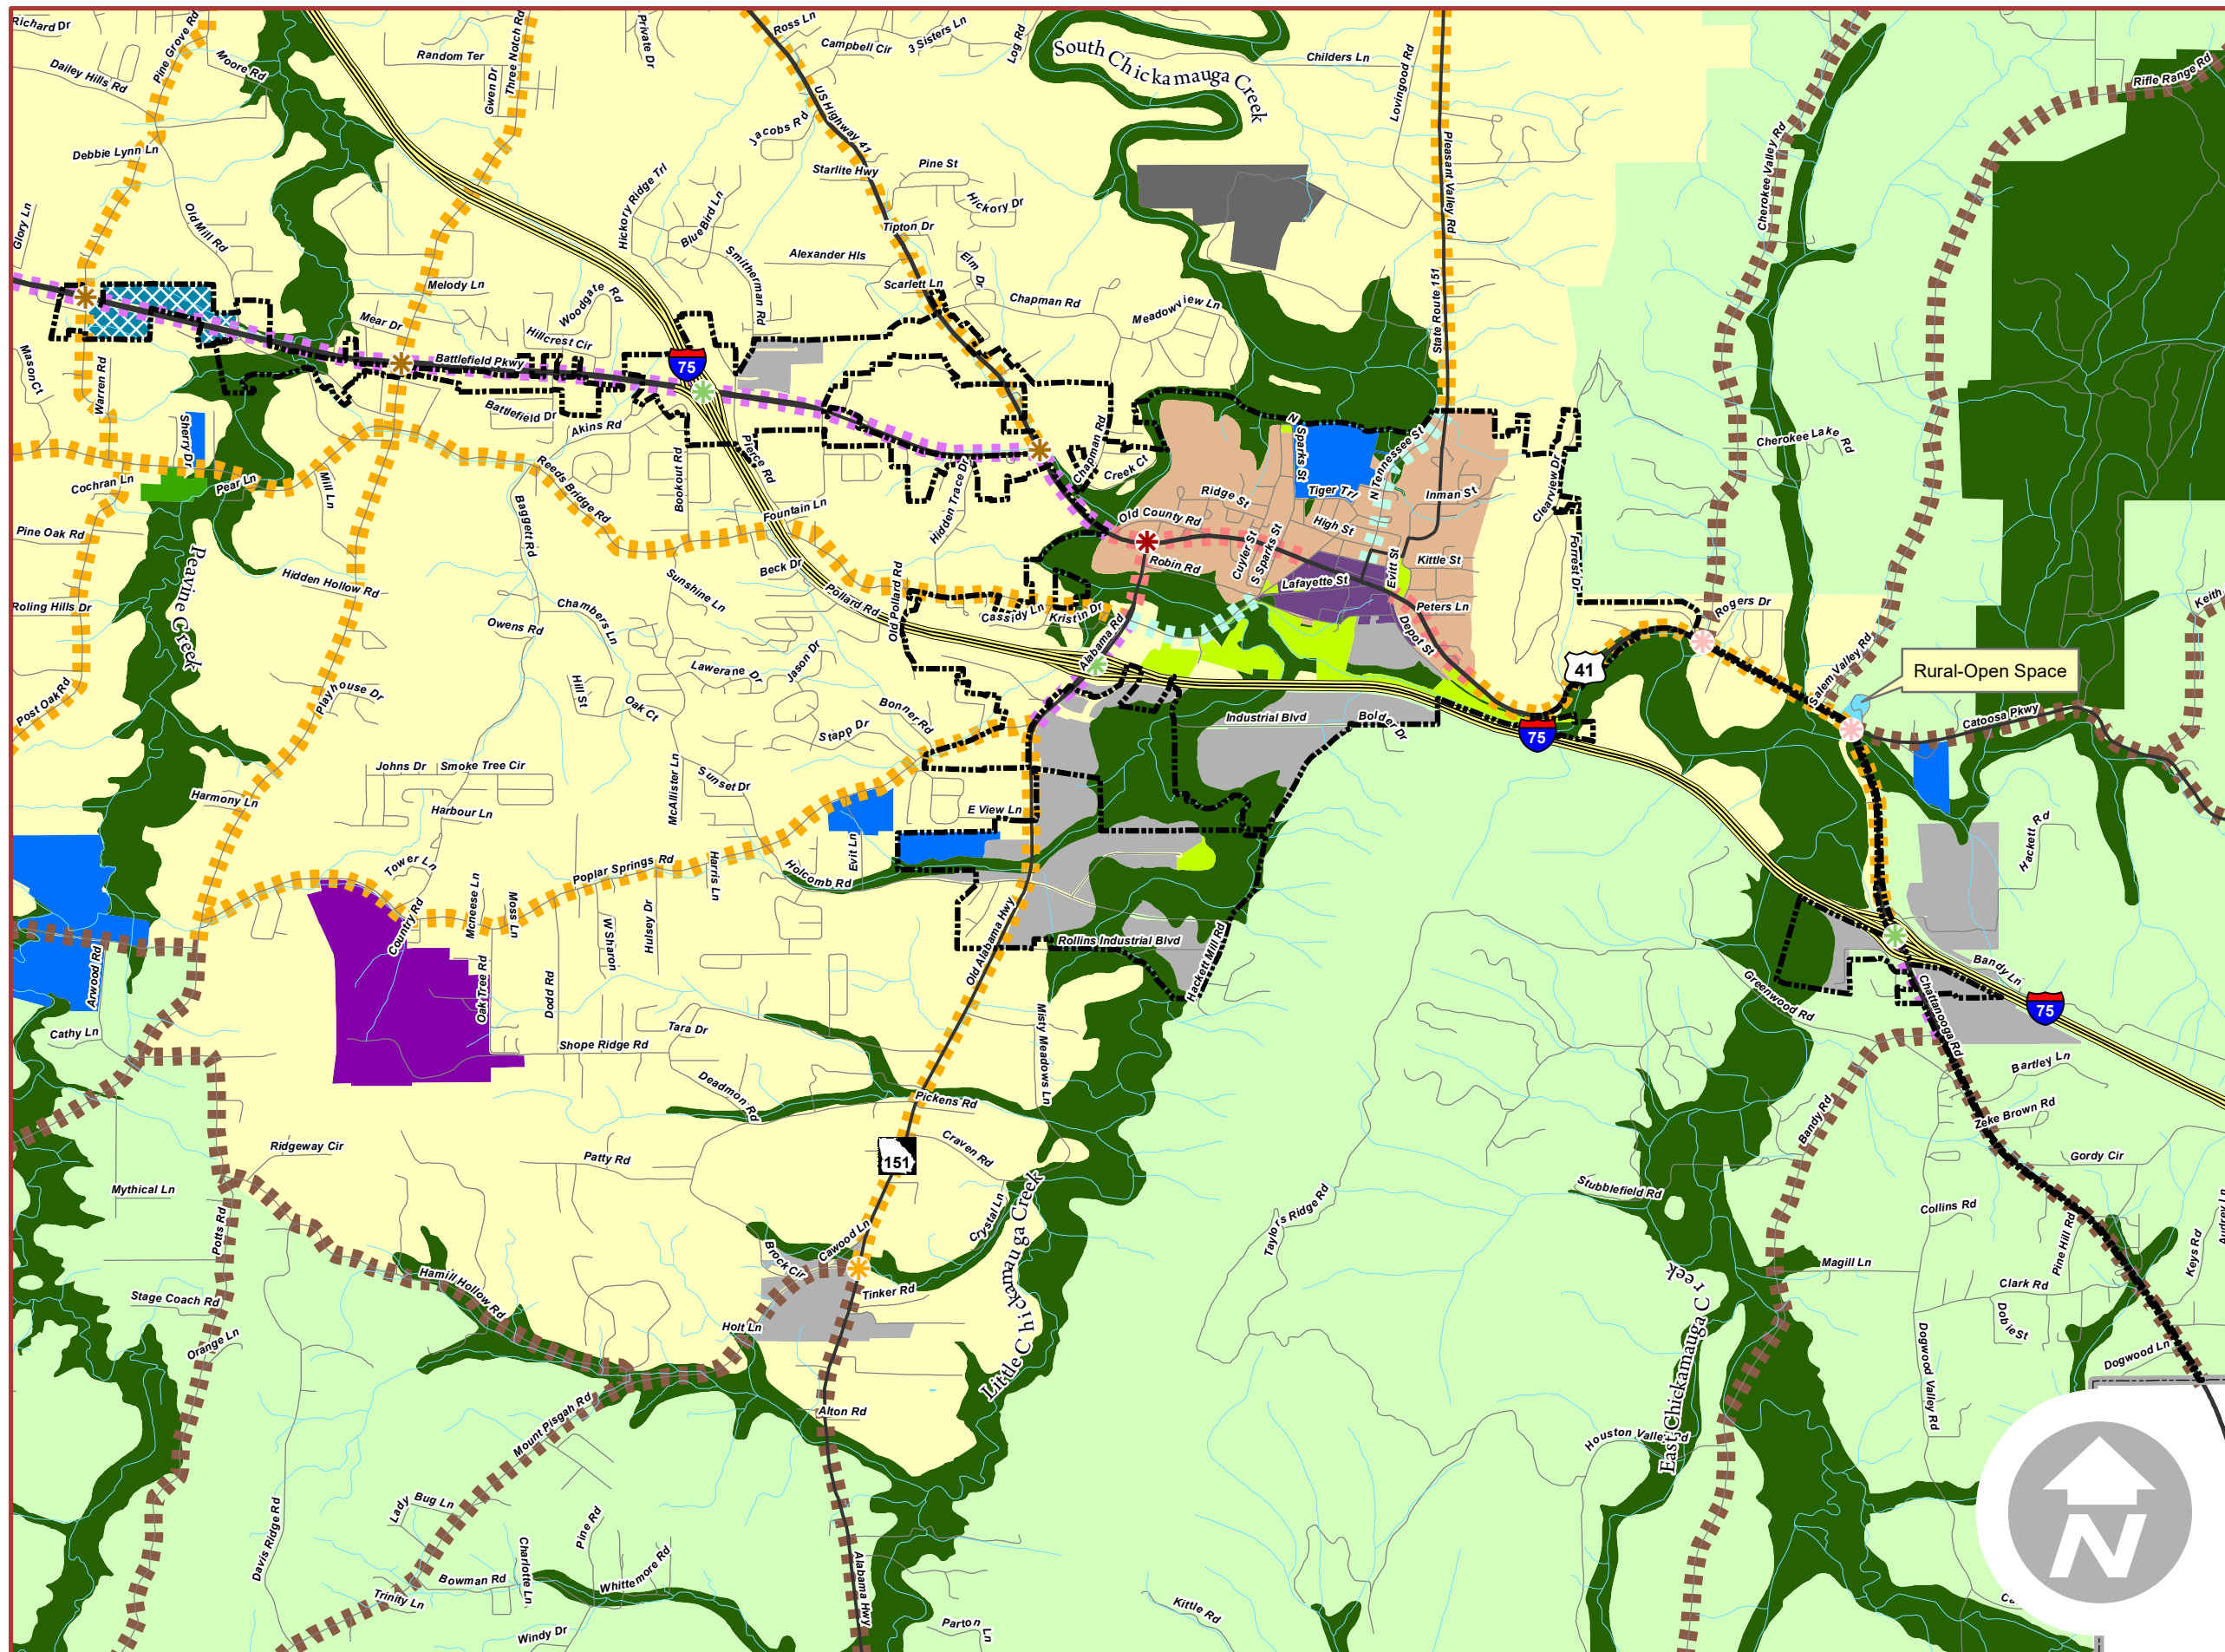 Richard Dr
Pine Grove Rd
Moore Rd
Dailey Hills Rd
Debbie Lynn Ln
Glory Ln
Old Mill Rd
Random Ter
Gwen Dr
Three Notch Rd
Private Dr
Ross Ln
Campbell Cir
3 Sisters Ln
Log Rd
South Chickamauga Creek
Childers Ln
Lovingood Rd
Rifle Range Rd
US Highway 41
Jacobs Rd
Starlite Hwy
Pine St
Hickory Dr
Hickory Ridge Trl
BlueBird Ln
Tipton Dr
Pleasant Valley Rd
Cherokee Valley Rd
Smitherman Rd
Alexander Hls
Elm Dr
Scarlett Ln
Chapman Rd
Meadowview Ln
State Route 151
Melody Ln
Woodgate Rd
Mear Dr
Hillcrest Cir
Mason Ct
Warren Rd
Battlefield Pkwy
75
Battlefield Dr
Akins Rd
Sherry Dr
Cochran Ln
Pear Ln
Mill Ln
Reeds Bridge Rd
Bookout Rd
Pierce Rd
Chapman Rd
Creek Ct
Hidden Trace Dr
N Sparks St
N Tennessee St
Tiger Trl
Ridge St
Inman St
Old County Rd
High St
Clearview Dr
Cherokee Lake Rd
Pine Oak Rd
Peavine Creek
Baggett Rd
Fountain Ln
Hidden Hollow Rd
Beck Dr
Robin Rd
Cuyler St
S Sparks St
Lafayette St
Evitt St
Kittle St
Forrest Dr
Roling Hills Dr
Sunshine Ln
Pollard Rd
Old Pollard Rd
Cassidy Ln
Kristin Dr
Peters Ln
Rogers Dr
Keith
Chambers Ln
Owens Rd
Alabama Rd
Depot St
41
Salem Valley Rd
Rural-Open Space
Lawerane Dr
Jason Dr
Playhouse Dr
Post Oak Rd
Hill St
Oak Ct
Bonner Rd
Stapp Dr
Industrial Blvd
Bolder Dr
75
Catoosa Pkwy
Johns Dr
Smoke Tree Cir
McAllister Ln
Sunset Dr
Harmony Ln
Harbour Ln
E View Ln
Hackett Rd
Tower Ln
Poplar Springs Rd
Harris Ln
Evit Ln
Holcomb Rd
Country Rd
Mcneese Ln
Moss Ln
W Sharon
Hulsey Dr
Old Alabama Hwy
Rollins Industrial Blvd
Hackett Mill Rd
Arwood Rd
Oak Tree Rd
Dodd Rd
Bandy Ln
Greenwood Rd
Chattanooga Rd
75
Cathy Ln
Tara Dr
Shope Ridge Rd
Misty Meadows Ln
Bartley Ln
Deadmon Rd
Pickens Rd
Zeke Brown Rd
Bandy Rd
Ridgeway Cir
Patty Rd
151
Craven Rd
Gordy Cir
Mythical Ln
Stubblefield Rd
Collins Rd
Potts Rd
Crystal Ln
Little Chickamauga Creek
Taylors Ridge Rd
Pine Hill Rd
Keys Rd
Audrey Ln
Cawood Ln
Brock Cir
Hamill Hollow Rd
Tinker Rd
Magill Ln
Clark Rd
Stage Coach Rd
East Chickamauga Creek
Dobie St
Orange Ln
Holt Ln
Dogwood Ln
Dogwood Valley Rd
Mount Pisgah Rd
Alton Rd
Houston Valley Rd
Lady Bug Ln
Davis Ridge Rd
Pine Rd
N
Charlotte Ln
Bowman Rd
Whittemore Rd
Trinity Ln
Alabama Hwy
Windy Dr
Parton Ln
Kittle Rd